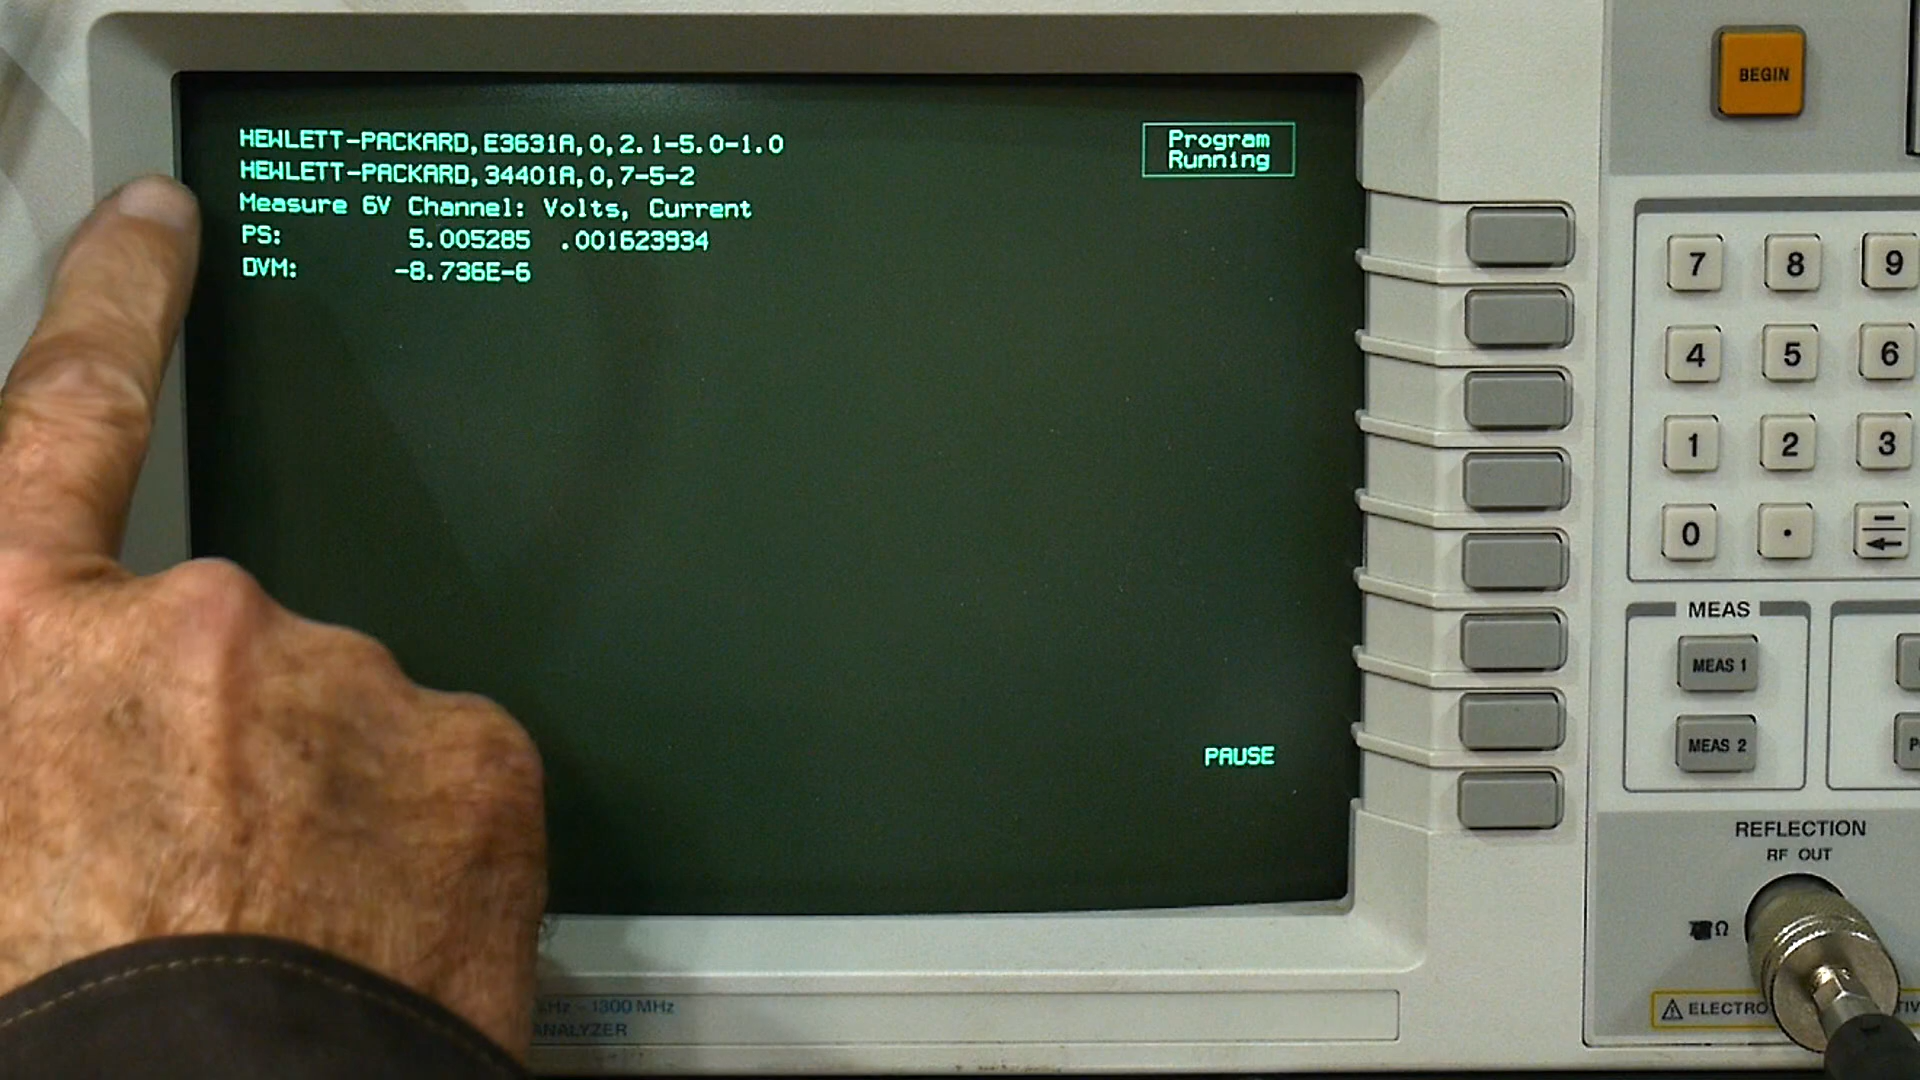 HEWLETT-PACKARD,E3631A,0,2.1-5.0-1.0
HEWLETT-PACKARD,34401A,0,7-5-2
Measure 6V Channel: Volts, Current
PS: 5.005285 .001623934
DVM: -8.736E-6
Program
Running
PAUSE
BEGIN
7 8 9
4 5 6
1 2 3
0 . −
←
MEAS
MEAS 1
MEAS 2
REFLECTION
RF OUT
Ω
⚠
- 1300 MHz
ANALYZER